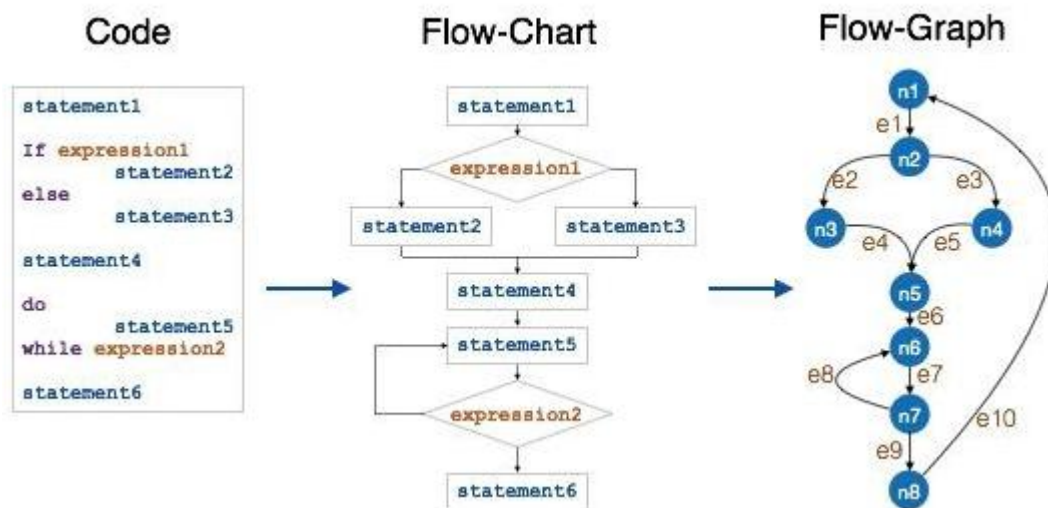 Code
statement1
If expression1
statement2
else
statement3
statement4
do
statement5
while expression2
statement6
Flow-Chart
statement1
expression1
statement2
statement3
statement4
statement5
expression2
statement6
Flow-Graph
n1
e1
n2
e2
e3
n3
n4
e4
e5
n5
e6
n6
e8
e7
n7
e10
e9
n8